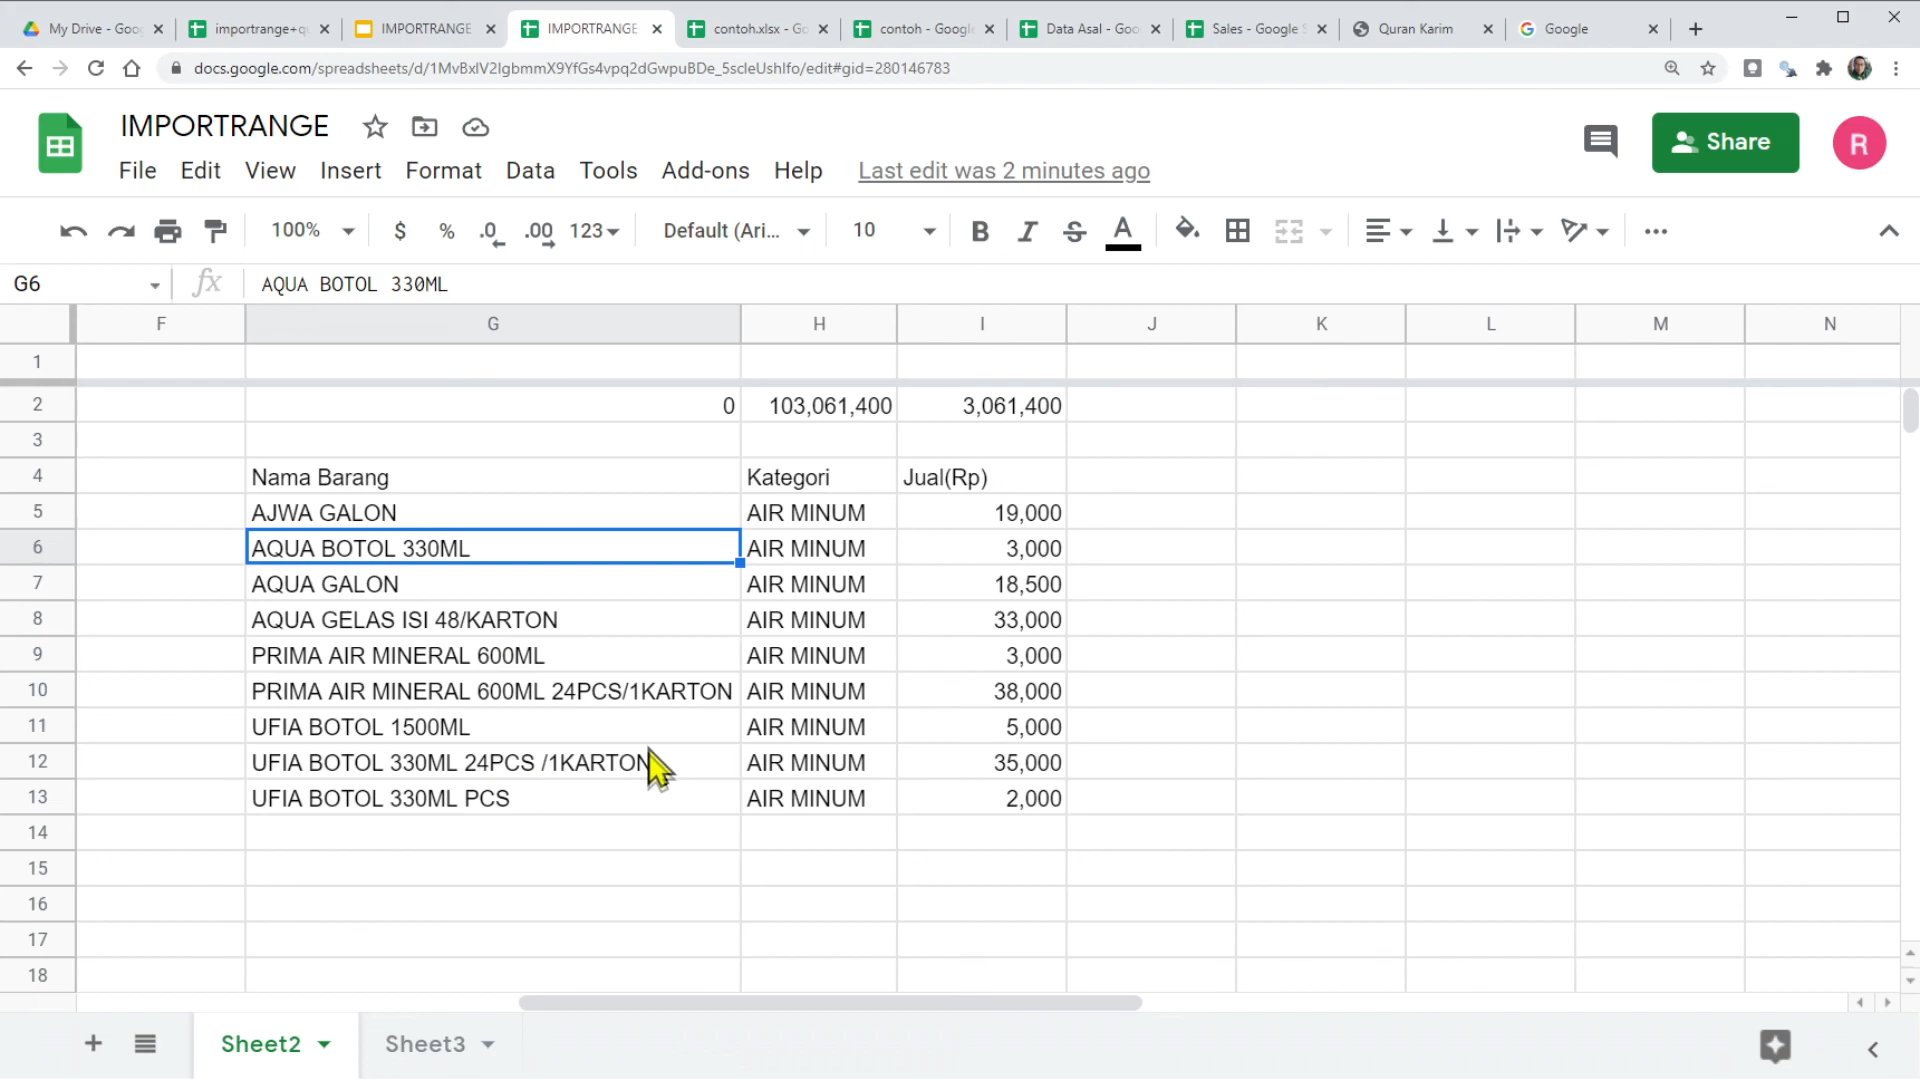 My Drive - Goo
importrange+q
IMPORTRANGE
IMPORTRANGE
contoh.xlsx - Go
contoh - Google
Data Asal - Goo
Sales - Google S
Quran Karim
Google
docs.google.com/spreadsheets/d/1MvBxlV2IgbmmX9YfGs4vpq2dGwpuBDe_5scleUshIfo/edit#gid=280146783
IMPORTRANGE
Share
R
File Edit View Insert Format Data Tools Add-ons Help Last edit was 2 minutes ago
100% $ % .0 .00 123 Default (Ari... 10 B I S A
G6 fx AQUA BOTOL 330ML
F G H I J K L M N
1
2 0 103,061,400 3,061,400
3
4 Nama Barang Kategori Jual(Rp)
5 AJWA GALON AIR MINUM 19,000
6 AQUA BOTOL 330ML AIR MINUM 3,000
7 AQUA GALON AIR MINUM 18,500
8 AQUA GELAS ISI 48/KARTON AIR MINUM 33,000
9 PRIMA AIR MINERAL 600ML AIR MINUM 3,000
10 PRIMA AIR MINERAL 600ML 24PCS/1KARTON AIR MINUM 38,000
11 UFIA BOTOL 1500ML AIR MINUM 5,000
12 UFIA BOTOL 330ML 24PCS /1KARTON AIR MINUM 35,000
13 UFIA BOTOL 330ML PCS AIR MINUM 2,000
14
15
16
17
18
Sheet2 Sheet3